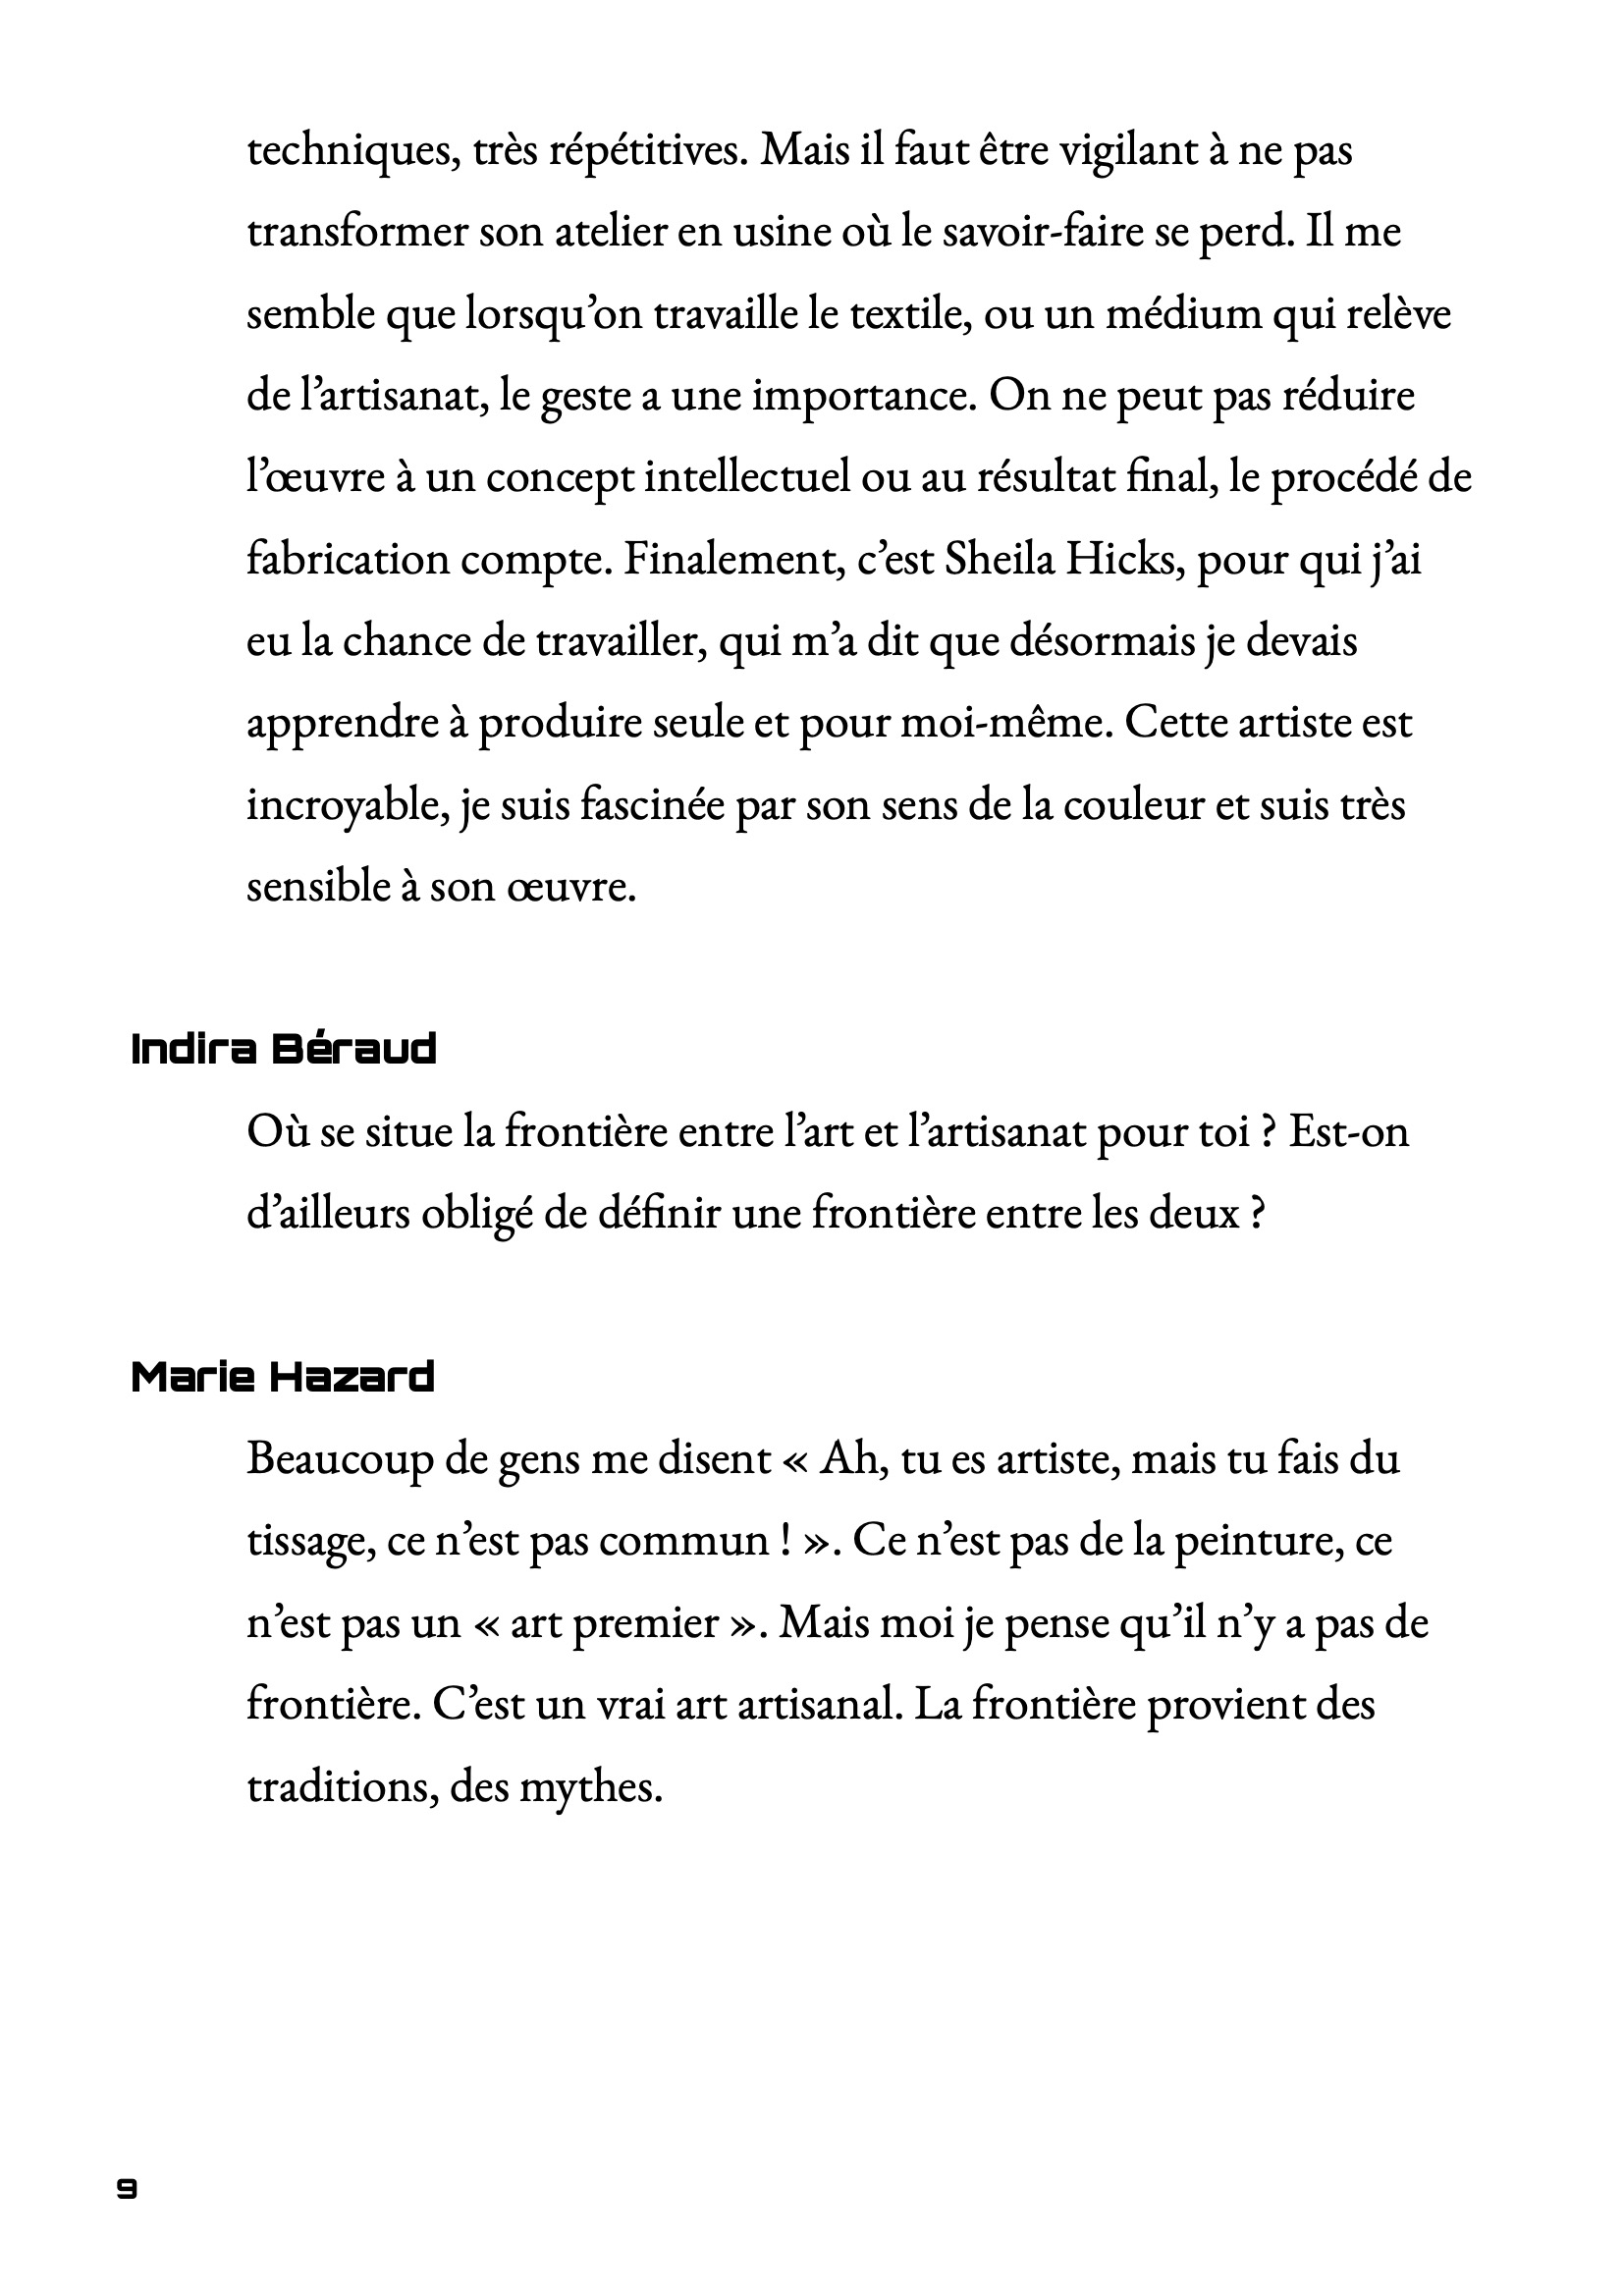 techniques, très répétitives. Mais il faut être vigilant à ne pas
transformer son atelier en usine où le savoir-faire se perd. Il me
semble que lorsqu’on travaille le textile, ou un médium qui relève
de l’artisanat, le geste a une importance. On ne peut pas réduire
l’œuvre à un concept intellectuel ou au résultat final, le procédé de
fabrication compte. Finalement, c’est Sheila Hicks, pour qui j’ai
eu la chance de travailler, qui m’a dit que désormais je devais
apprendre à produire seule et pour moi-même. Cette artiste est
incroyable, je suis fascinée par son sens de la couleur et suis très
sensible à son œuvre.
Indira Béraud
Où se situe la frontière entre l’art et l’artisanat pour toi ? Est-on
d’ailleurs obligé de définir une frontière entre les deux ?
Marie Hazard
Beaucoup de gens me disent « Ah, tu es artiste, mais tu fais du
tissage, ce n’est pas commun ! ». Ce n’est pas de la peinture, ce
n’est pas un « art premier ». Mais moi je pense qu’il n’y a pas de
frontière. C’est un vrai art artisanal. La frontière provient des
traditions, des mythes.
9